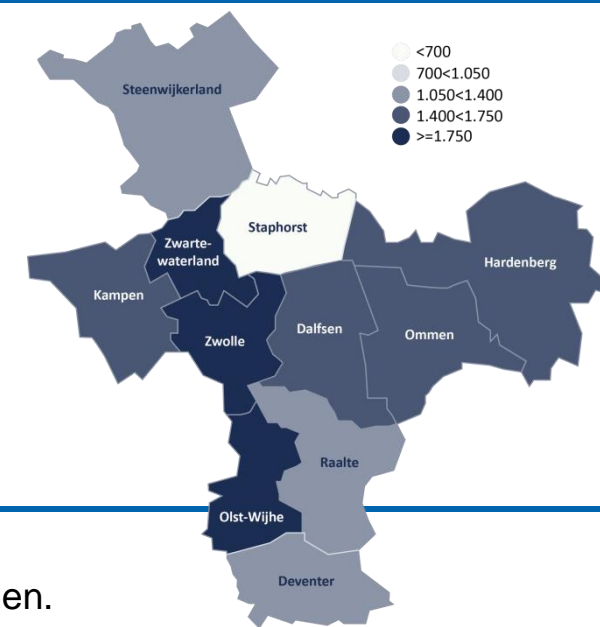 <700
700<1.050
1.050<1.400
1.400<1.750
>=1.750
Steenwijkerland
Staphorst
Zwarte-
waterland
Hardenberg
Kampen
Zwolle
Dalfsen
Ommen
Raalte
Olst-Wijhe
Deventer
en.